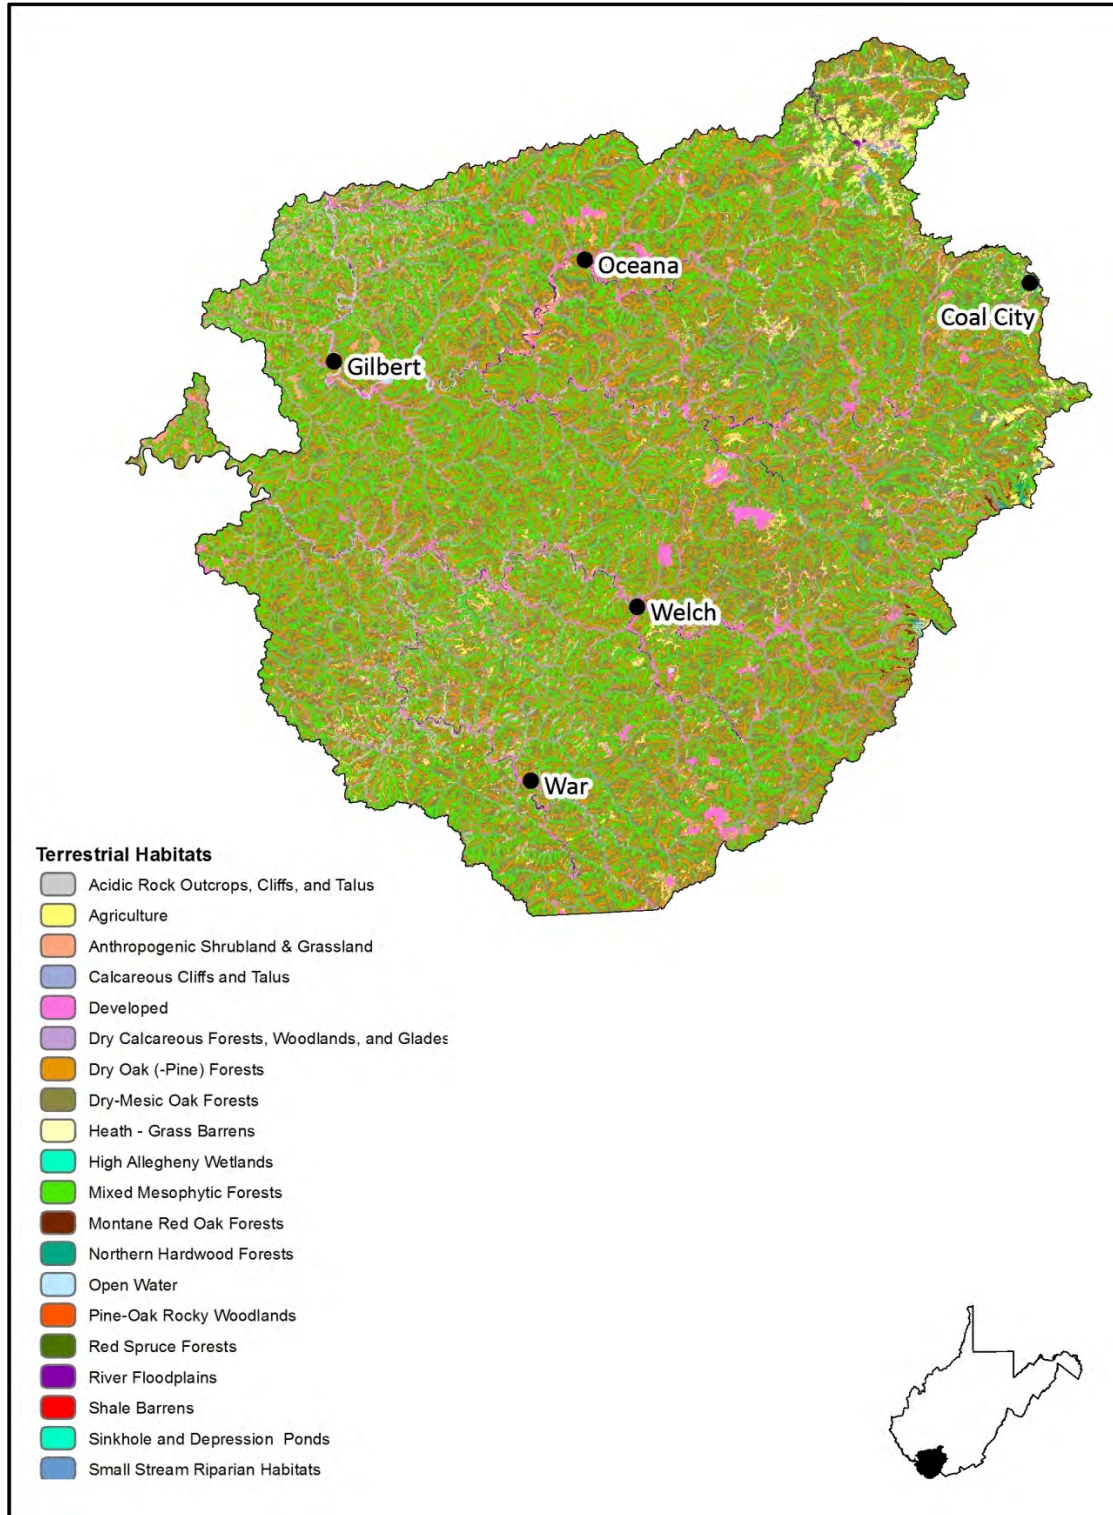 Oceana
Coal City
Gilbert
Welch
War
Terrestrial Habitats
Acidic Rock Outcrops, Cliffs, and Talus
Agriculture
Anthropogenic Shrubland & Grassland
Calcareous Cliffs and Talus
Developed
Dry Calcareous Forests, Woodlands, and Glades
Dry Oak (-Pine) Forests
Dry-Mesic Oak Forests
Heath - Grass Barrens
High Allegheny Wetlands
Mixed Mesophytic Forests
Montane Red Oak Forests
Northern Hardwood Forests
Open Water
Pine-Oak Rocky Woodlands
Red Spruce Forests
River Floodplains
Shale Barrens
Sinkhole and Depression Ponds
Small Stream Riparian Habitats